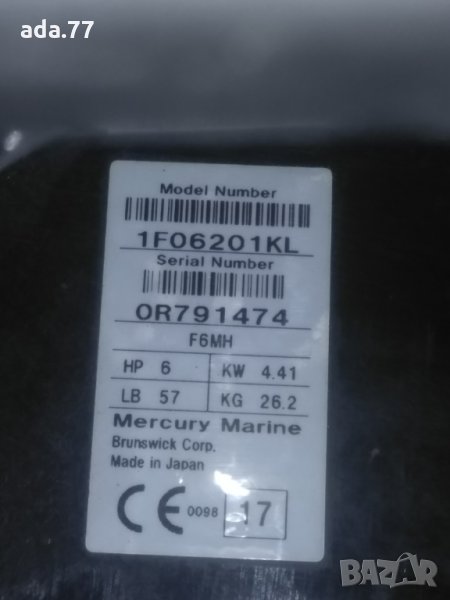 ada.77
Model Number
1F06201KL
Serial Number
0R791474
F6MH
HP 6 KW 4.41
LB 57 KG 26.2
Mercury Marine
Brunswick Corp.
Made in Japan
CE 0098 17
BAZAR